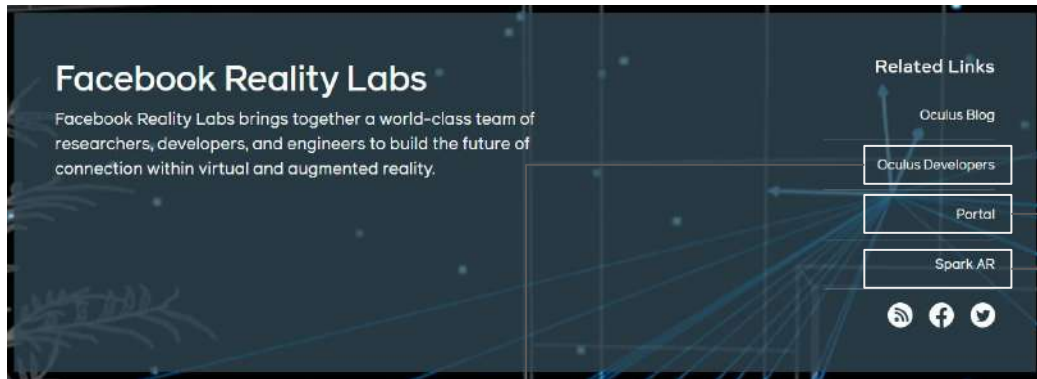 Facebook Reality Labs
Facebook Reality Labs brings together a world-class team of
researchers, developers, and engineers to build the future of
connection within virtual and augmented reality.
Related Links
Oculus Blog
Oculus Developers
Portal
Spark AR